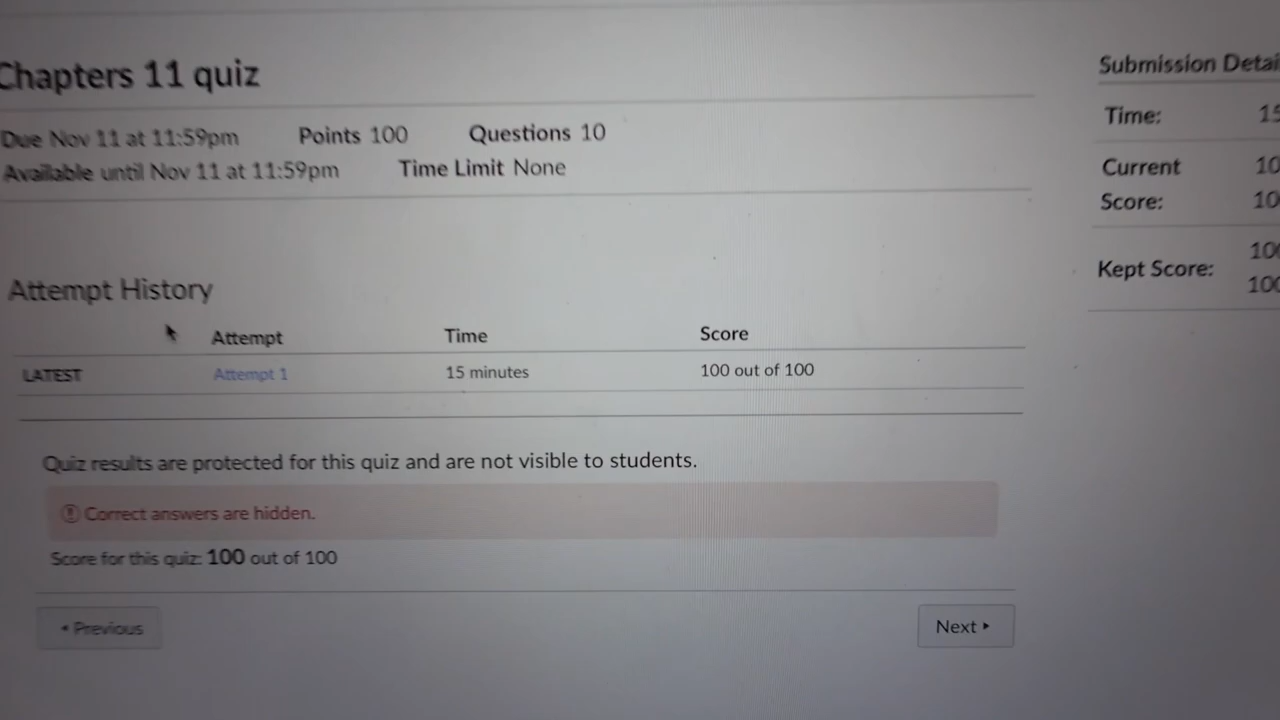 Chapters 11 quiz
Due Nov 11 at 11:59pm Points 100 Questions 10
Available until Nov 11 at 11:59pm Time Limit None
Attempt History
Attempt Time Score
LATEST Attempt 1 15 minutes 100 out of 100
Quiz results are protected for this quiz and are not visible to students.
Correct answers are hidden.
Score for this quiz: 100 out of 100
Previous Next
Submission
Time: 15
Current
Score:
Kept Score: